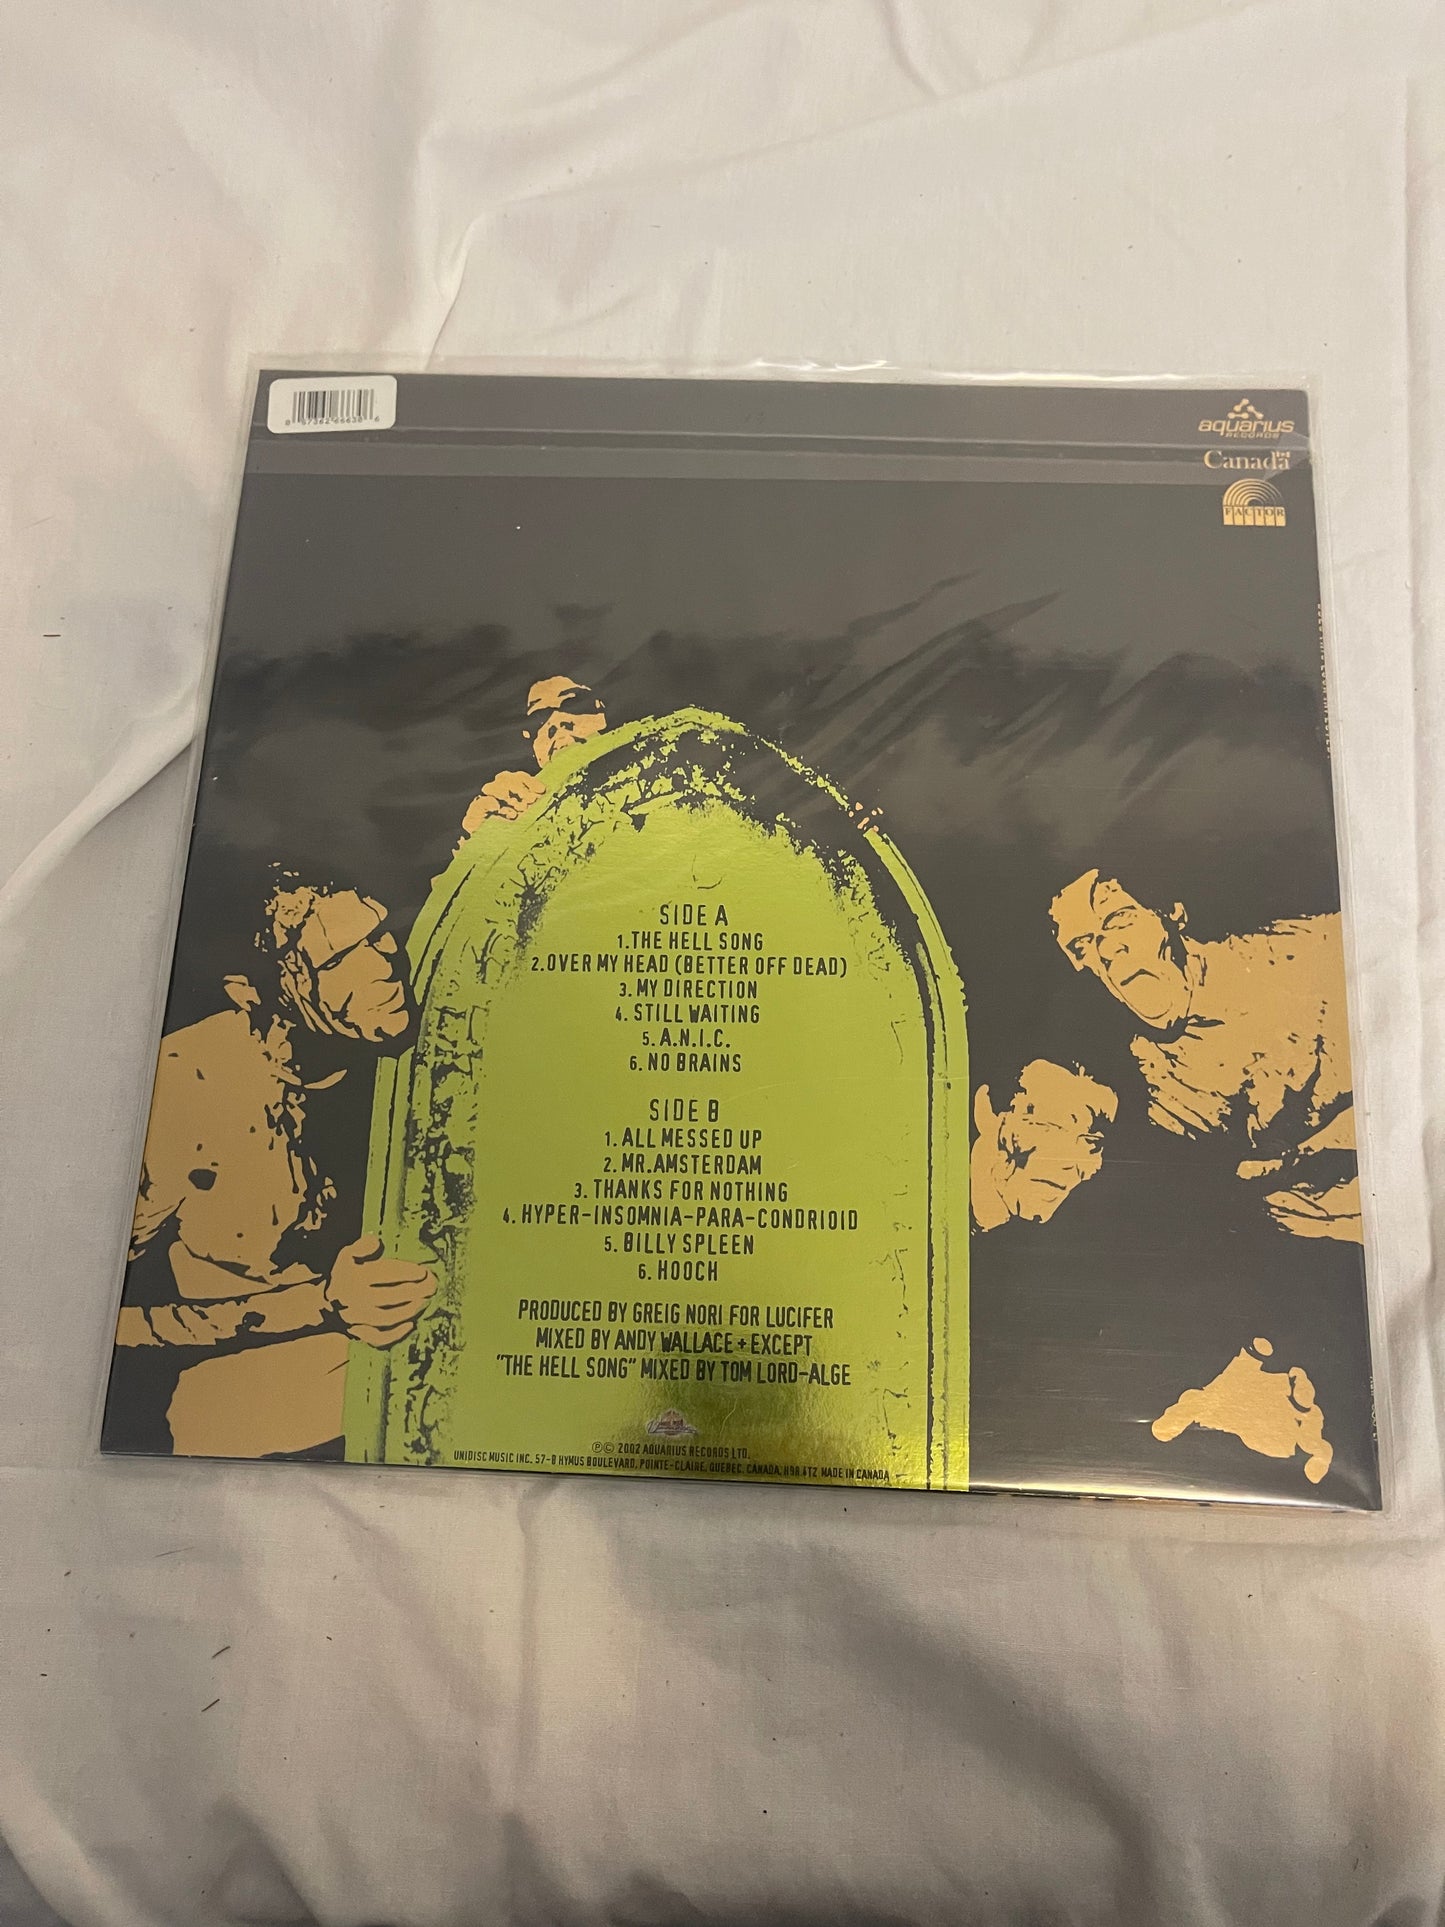 0 57362 66638 6
aquarius
RECORDS
Canada
FACTOR
SIDE A
1.THE HELL SONG
2.OVER MY HEAD (BETTER OFF DEAD)
3. MY DIRECTION
4. STILL WAITING
5. A.N.I.C.
6. NO BRAINS
SIDE B
1. ALL MESSED UP
2. MR.AMSTERDAM
3. THANKS FOR NOTHING
4. HYPER-INSOMNIA-PARA-CONDRIOID
5. BILLY SPLEEN
6. HOOCH
PRODUCED BY GREIG NORI FOR LUCIFER
MIXED BY ANDY WALLACE + EXCEPT
"THE HELL SONG" MIXED BY TOM LORD-ALGE
℗© 2002 AQUARIUS RECORDS LTD.
UNIDISC MUSIC INC. 57-B HYMUS BOULEVARD, POINTE-CLAIRE, QUEBEC, CANADA, H9R 4T2 MADE IN CANADA